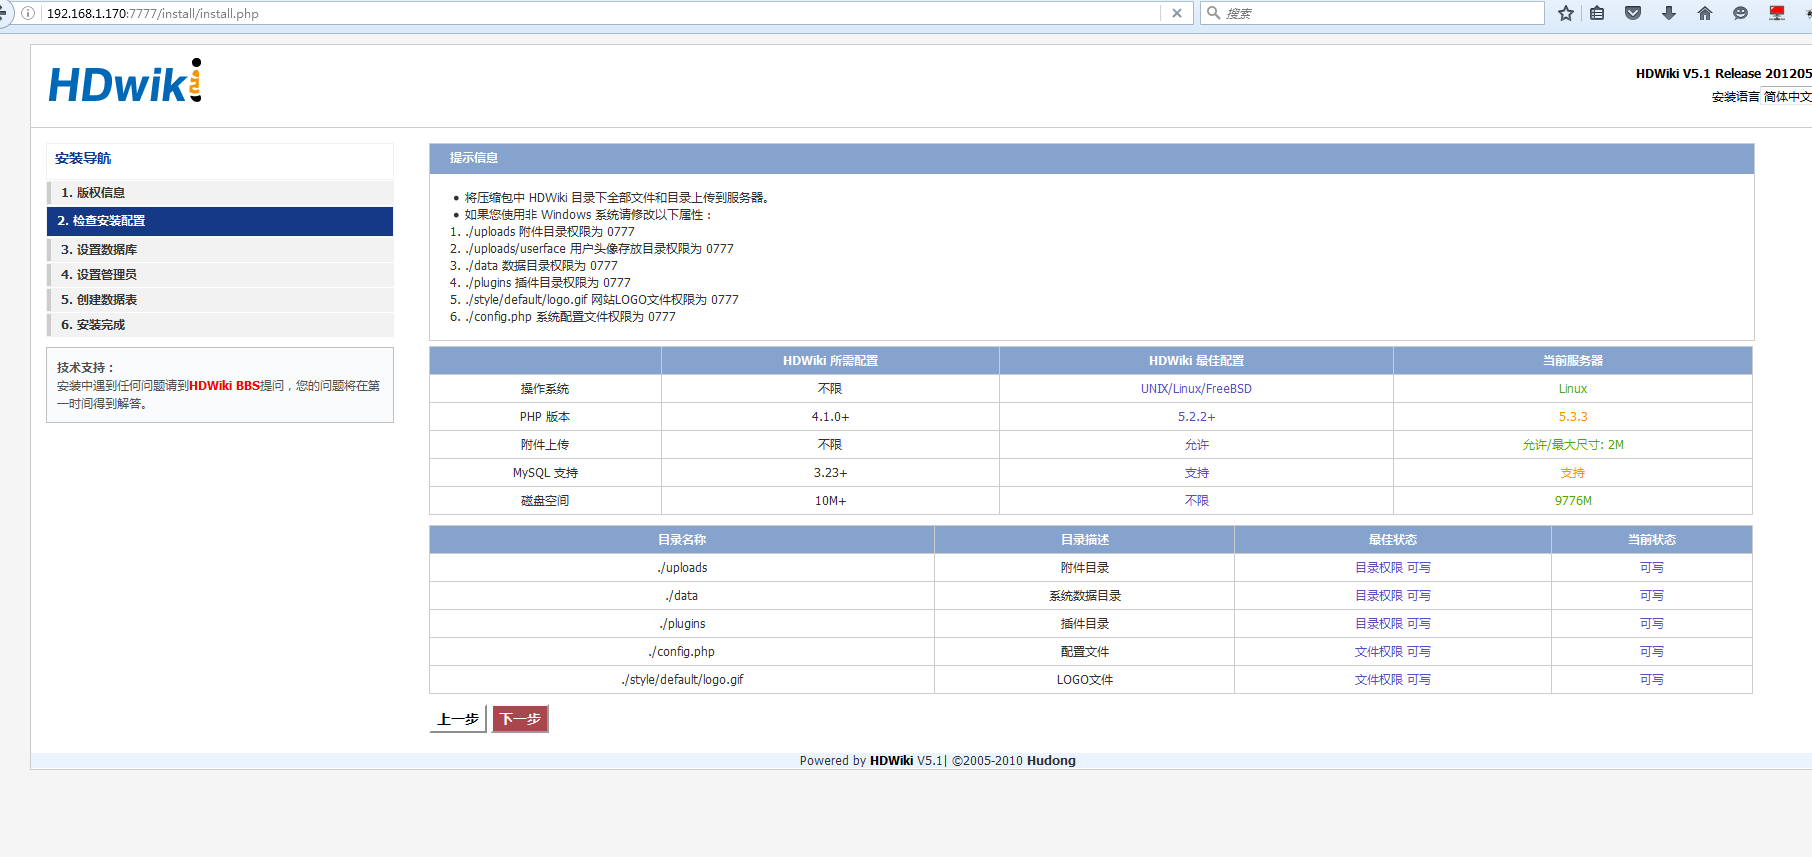 192.168.1.170:7777/install/install.php
搜索
HDwiki
HDWiki V5.1 Release 201205
安装语言 简体中文
安装导航
1. 版权信息
2. 检查安装配置
3. 设置数据库
4. 设置管理员
5. 创建数据表
6. 安装完成
技术支持：
安装中遇到任何问题请到HDWiki BBS提问，您的问题将在第
一时间得到解答。
提示信息
• 将压缩包中 HDWiki 目录下全部文件和目录上传到服务器。
• 如果您使用非 Windows 系统请修改以下属性：
1. ./uploads 附件目录权限为 0777
2. ./uploads/userface 用户头像存放目录权限为 0777
3. ./data 数据目录权限为 0777
4. ./plugins 插件目录权限为 0777
5. ./style/default/logo.gif 网站LOGO文件权限为 0777
6. ./config.php 系统配置文件权限为 0777
HDWiki 所需配置 HDWiki 最佳配置 当前服务器
操作系统 不限 UNIX/Linux/FreeBSD Linux
PHP 版本 4.1.0+ 5.2.2+ 5.3.3
附件上传 不限 允许 允许/最大尺寸: 2M
MySQL 支持 3.23+ 支持 支持
磁盘空间 10M+ 不限 9776M
目录名称 目录描述 最佳状态 当前状态
./uploads 附件目录 目录权限 可写 可写
./data 系统数据目录 目录权限 可写 可写
./plugins 插件目录 目录权限 可写 可写
./config.php 配置文件 文件权限 可写 可写
./style/default/logo.gif LOGO文件 文件权限 可写 可写
上一步 下一步
Powered by HDWiki V5.1| ©2005-2010 Hudong